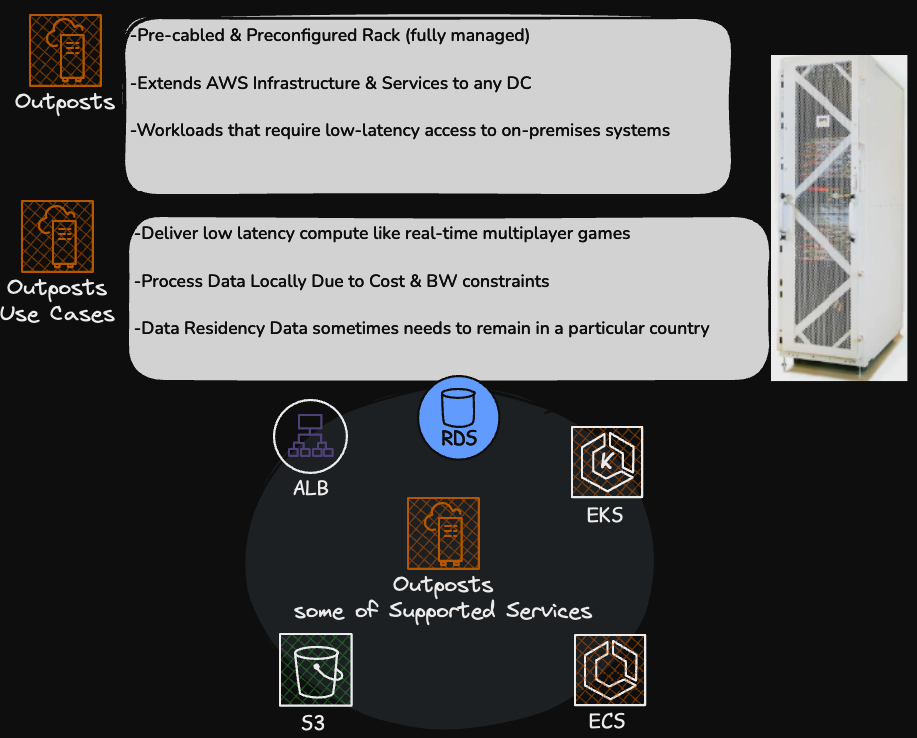 Outposts
-Pre-cabled & Preconfigured Rack (fully managed)
-Extends AWS Infrastructure & Services to any DC
-Workloads that require low-latency access to on-premises systems
Outposts
Use Cases
-Deliver low latency compute like real-time multiplayer games
-Process Data Locally Due to Cost & BW constraints
-Data Residency Data sometimes needs to remain in a particular country
RDS
ALB
K
EKS
Outposts
some of Supported Services
S3
ECS